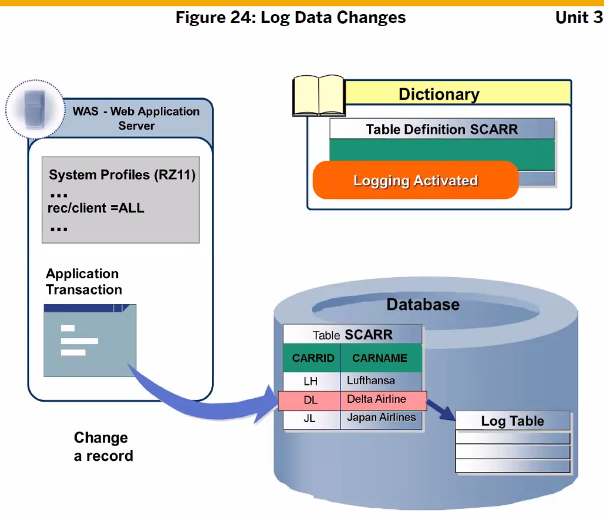 Figure 24: Log Data Changes
Unit 3
WAS - Web Application
Server
System Profiles (RZ11)
...
rec/client =ALL
...
Application
Transaction
Change
a record
Dictionary
Table Definition SCARR
Logging Activated
Database
Table SCARR
CARRID CARNAME
LH Lufthansa
DL Delta Airline
JL Japan Airlines
Log Table